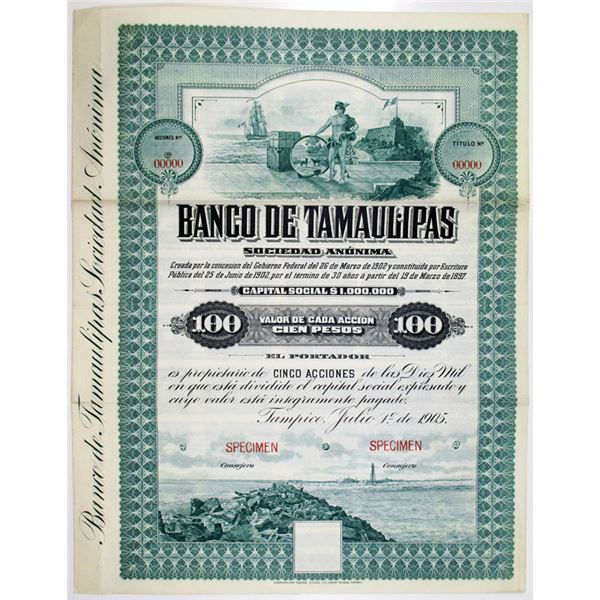 Banco de Tamaulipas Sociedad Anónima
ACCIONES Nos
00000
TITULO No
00000
BANCO DE TAMAULIPAS
SOCIEDAD ANÓNIMA
Creada por la concesion del Gobierno Federal del 26 de Marzo de 1902 y constituida por Escritura
Pública del 25 de Junio de 1902, por el término de 30 años á partir del 19 de Marzo de 1897.
CAPITAL SOCIAL $1.000.000
100
VALOR DE CADA ACCION
CIEN PESOS
100
EL PORTADOR
es propietario de CINCO ACCIONES de las Diez Mil
en que está dividido el capital social expresado y
cuyo valor está integramente pagado.
Tampico, Julio 1º de 1905.
SPECIMEN
SPECIMEN
Consejero
Consejero